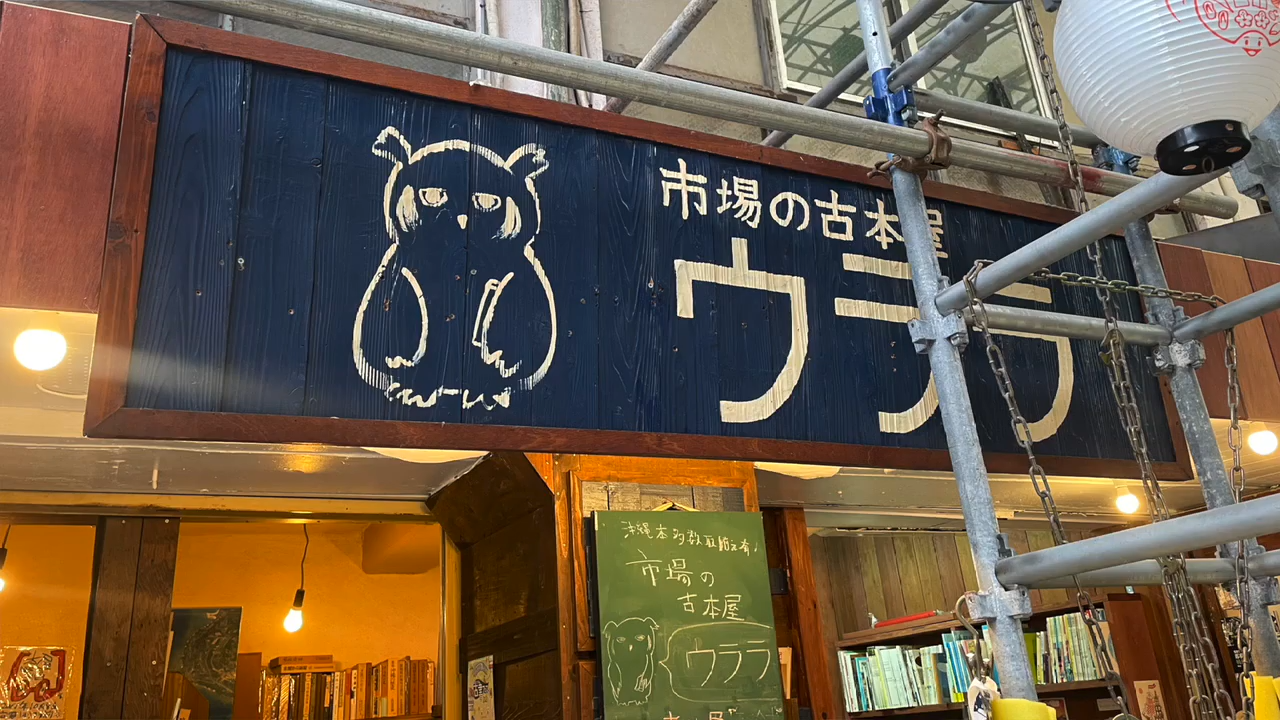 市場の古本屋
ウララ
沖縄本多数取揃え有!
市場の
古本屋
ウララ